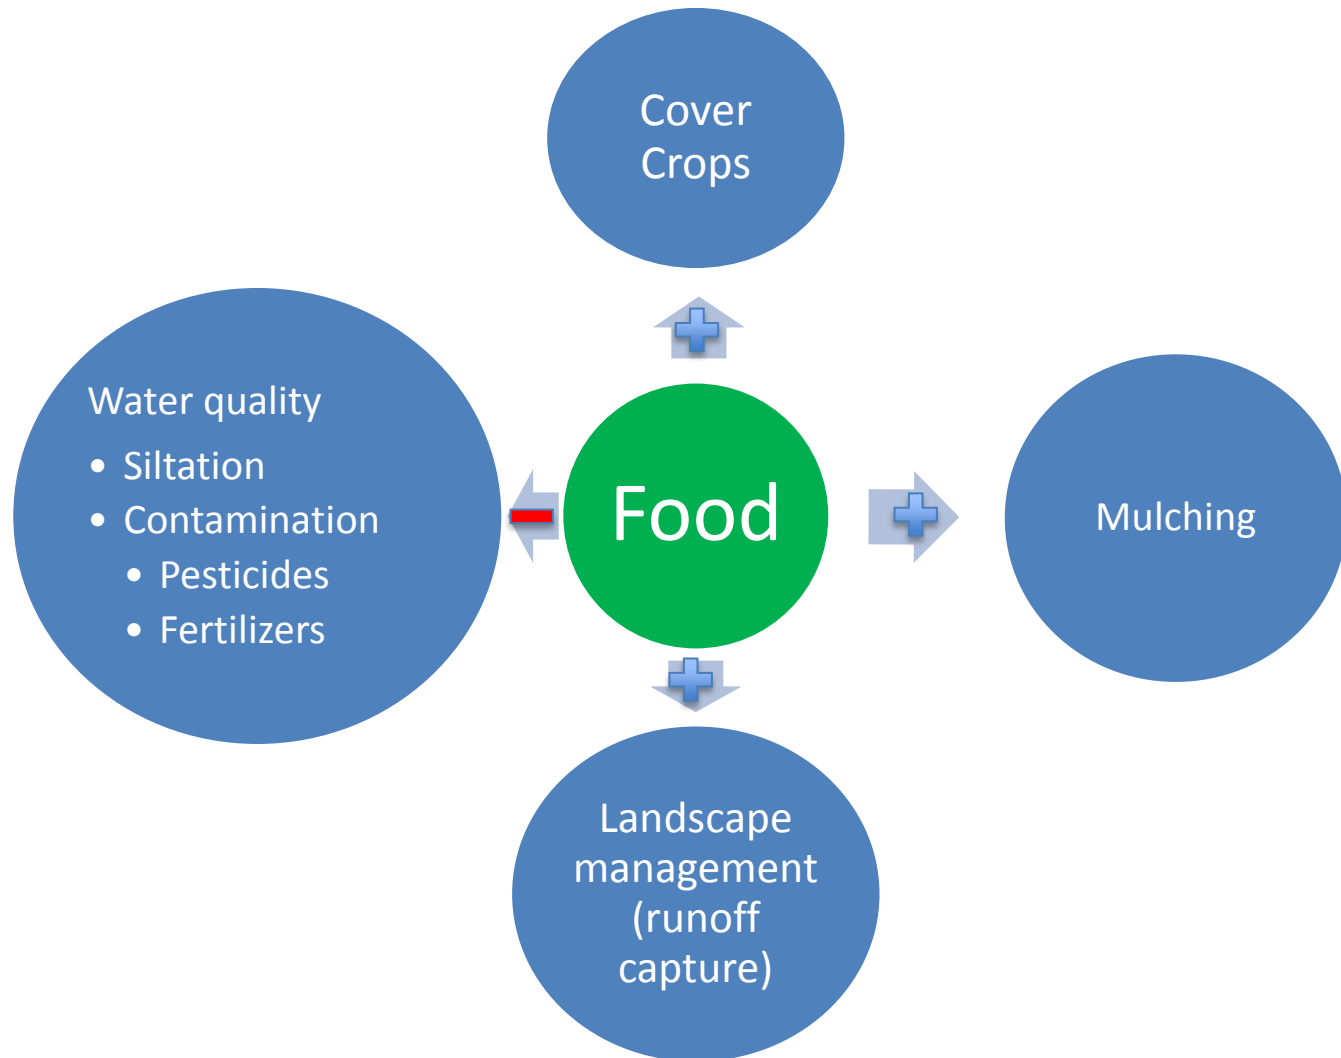 Cover
Crops
Water quality
• Siltation
• Contamination
• Pesticides
• Fertilizers
Food
Mulching
Landscape
management
(runoff
capture)